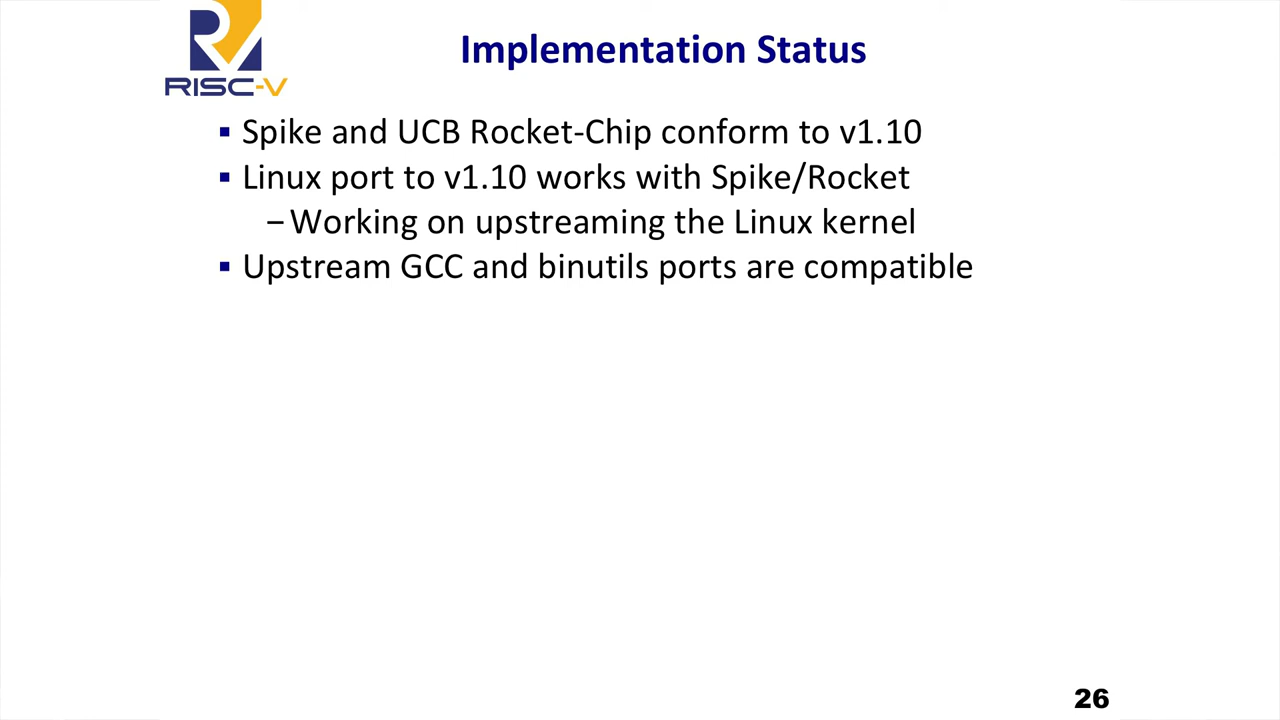 RISC-V
Implementation Status
▪ Spike and UCB Rocket-Chip conform to v1.10
▪ Linux port to v1.10 works with Spike/Rocket
– Working on upstreaming the Linux kernel
▪ Upstream GCC and binutils ports are compatible
26